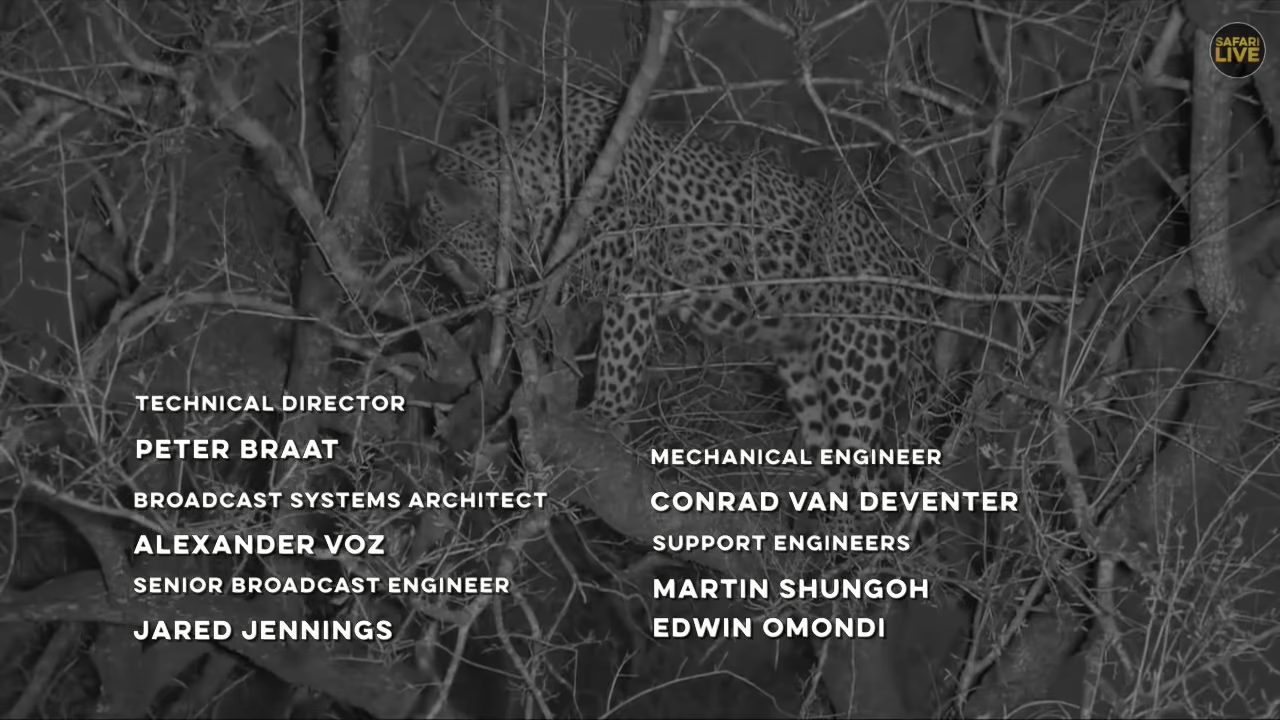 SAFARI
LIVE
TECHNICAL DIRECTOR
PETER BRAAT
BROADCAST SYSTEMS ARCHITECT
ALEXANDER VOZ
SENIOR BROADCAST ENGINEER
JARED JENNINGS
MECHANICAL ENGINEER
CONRAD VAN DEVENTER
SUPPORT ENGINEERS
MARTIN SHUNGOH
EDWIN OMONDI